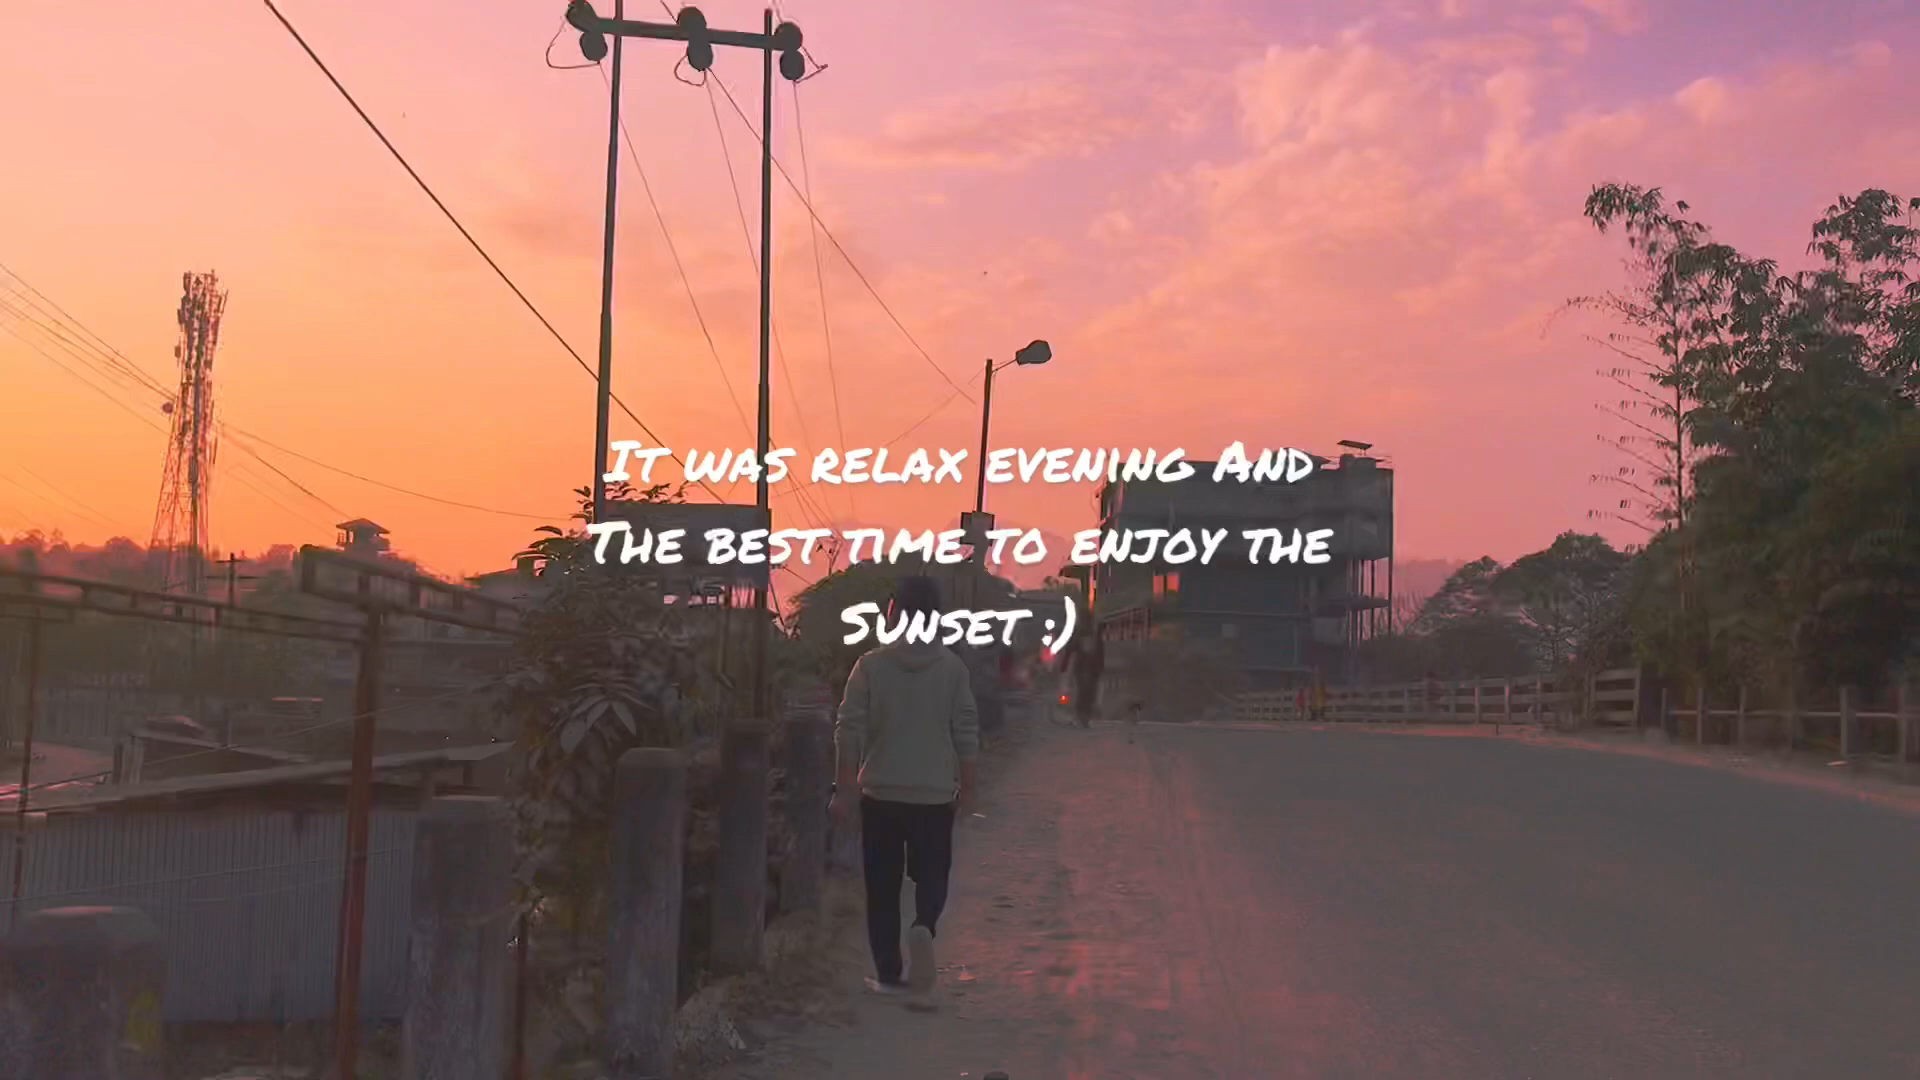 It was relax evening And
The best time to enjoy the
Sunset :)